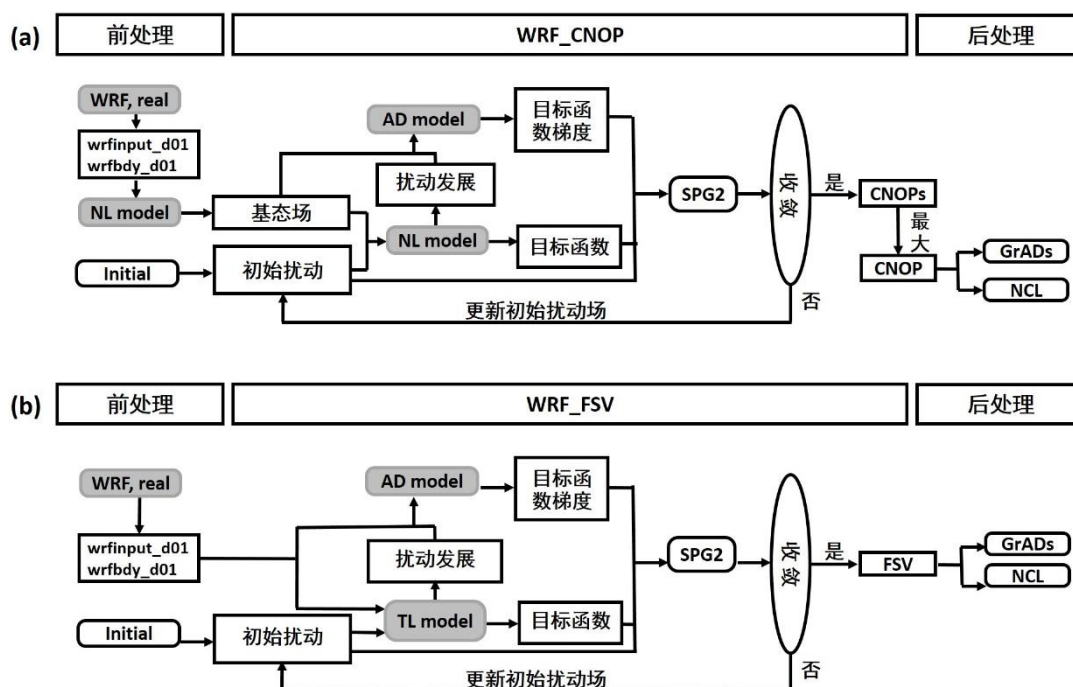 (a)
前处理
WRF_CNOP
后处理
WRF, real
wrfinput_d01
wrfbdy_d01
NL model
Initial
基态场
初始扰动
AD model
扰动发展
NL model
目标函
数梯度
目标函数
SPG2
收敛
是
否
更新初始扰动场
CNOPs
最大
CNOP
GrADs
NCL
(b)
前处理
WRF_FSV
后处理
WRF, real
wrfinput_d01
wrfbdy_d01
Initial
初始扰动
AD model
扰动发展
TL model
目标函
数梯度
目标函数
SPG2
收敛
是
否
更新初始扰动场
FSV
GrADs
NCL